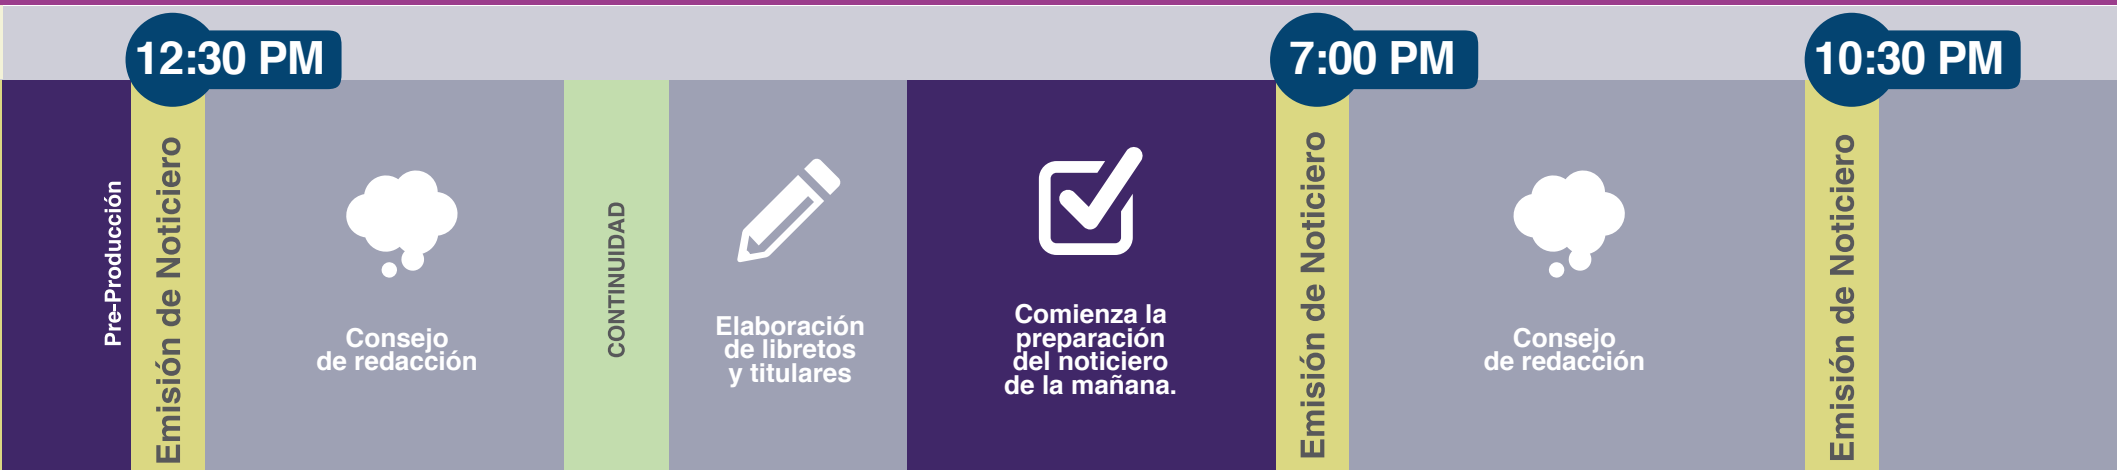 12:30 PM
7:00 PM
10:30 PM
Pre-Producción
Emisión de Noticiero
Consejo
de redacción
CONTINUIDAD
Elaboración
de libretos
y titulares
Comienza la
preparación
del noticiero
de la mañana.
Emisión de Noticiero
Consejo
de redacción
Emisión de Noticiero